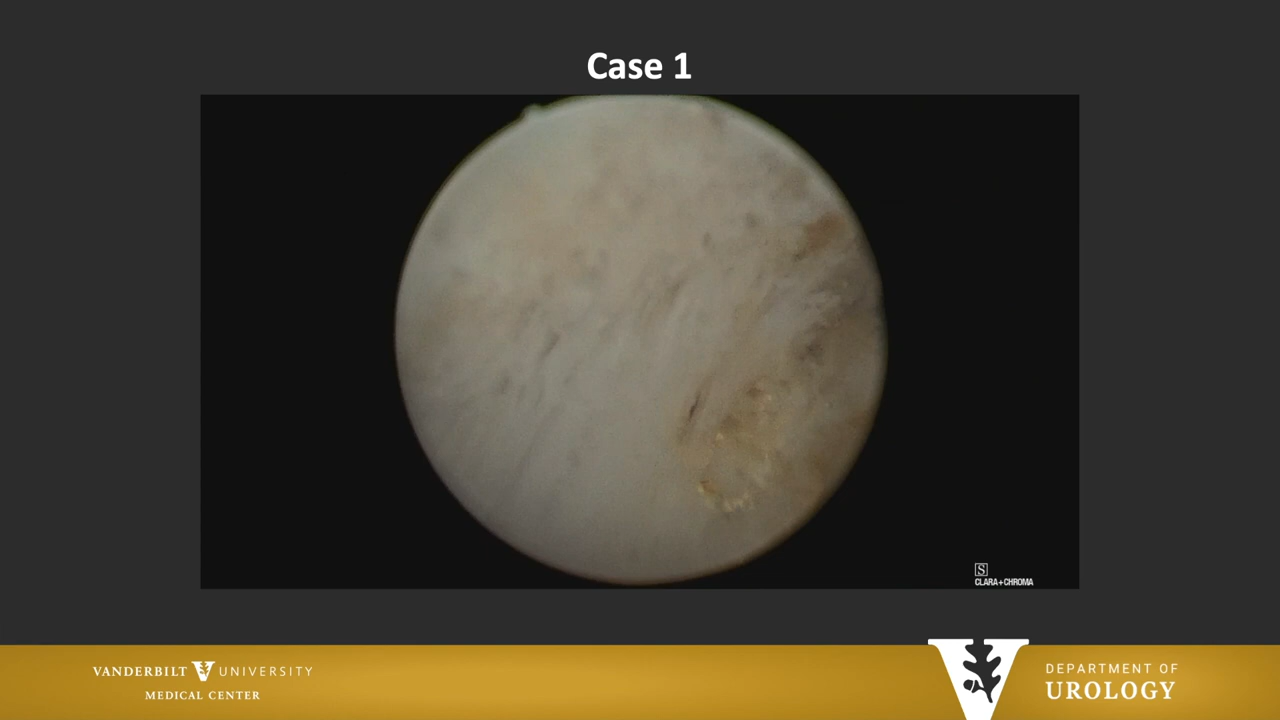 Case 1
S
CLARA+CHROMA
VANDERBILT UNIVERSITY
MEDICAL CENTER
DEPARTMENT OF
UROLOGY